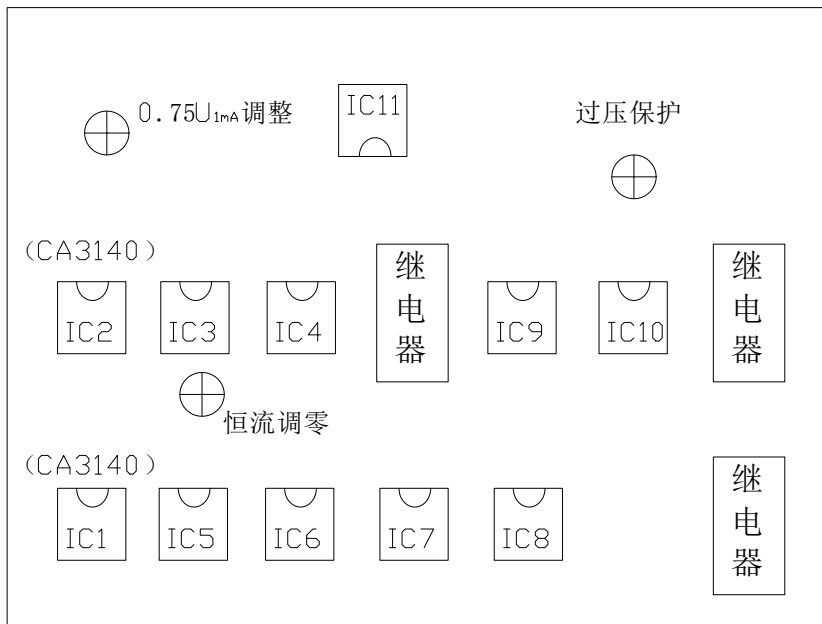 0.75U1mA调整
IC11
过压保护
(CA3140)
IC2
IC3
IC4
继电器
IC9
IC10
继电器
恒流调零
(CA3140)
IC1
IC5
IC6
IC7
IC8
继电器